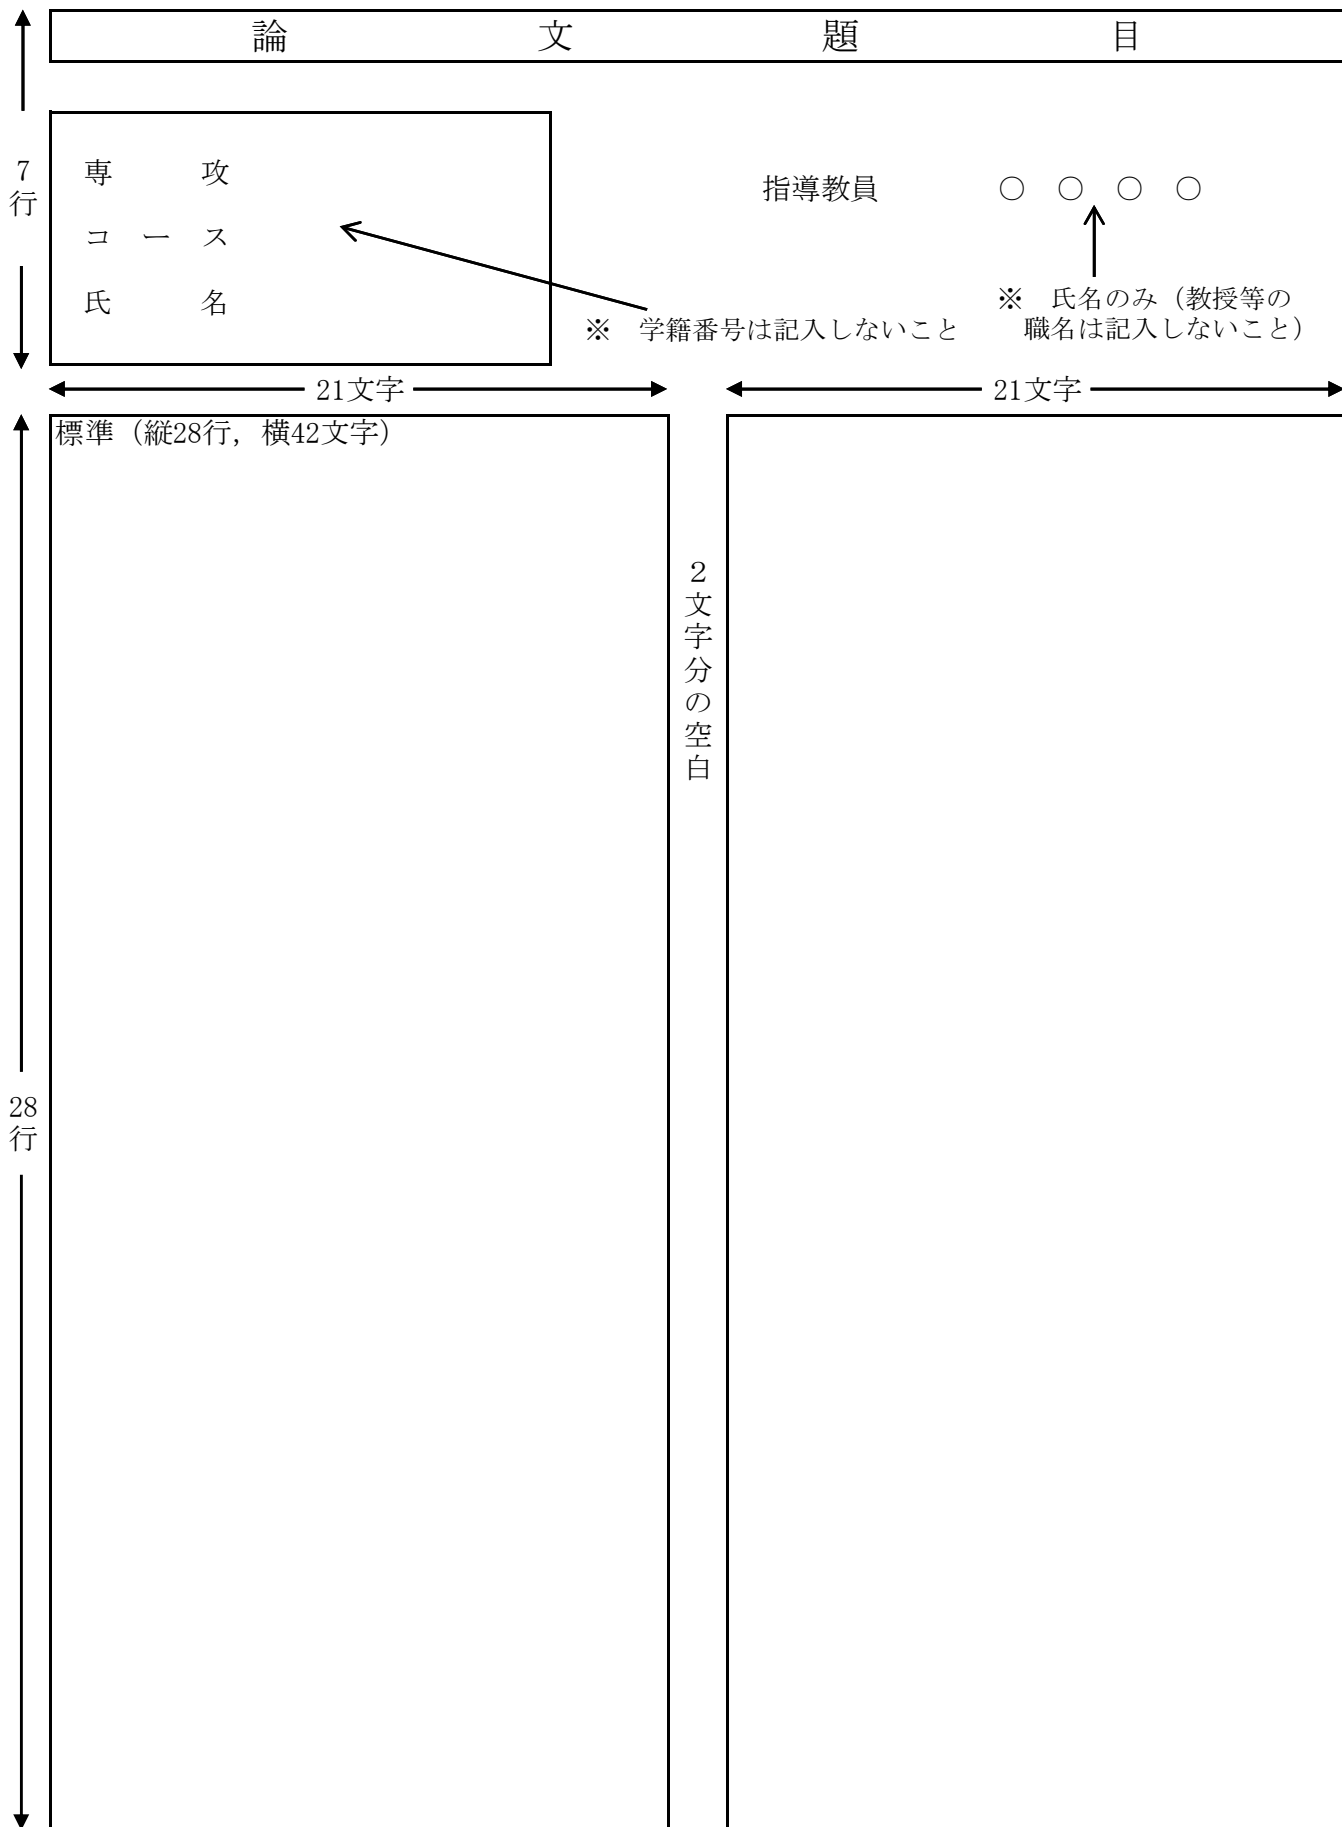 論文題目
専攻
コース
氏名
7行
指導教員 ○ ○ ○ ○
※ 学籍番号は記入しないこと
※ 氏名のみ（教授等の
職名は記入しないこと）
21文字
21文字
標準（縦28行，横42文字）
２文字分の空白
28行